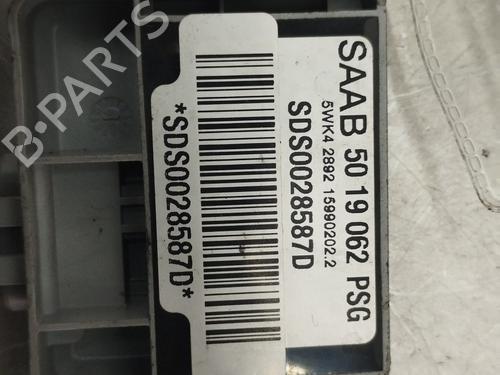 B-PARTS
SAAB 50 19 062 PSG
5WK4 2892 15990202.2
SDS0028587D
*SDS0028587D*